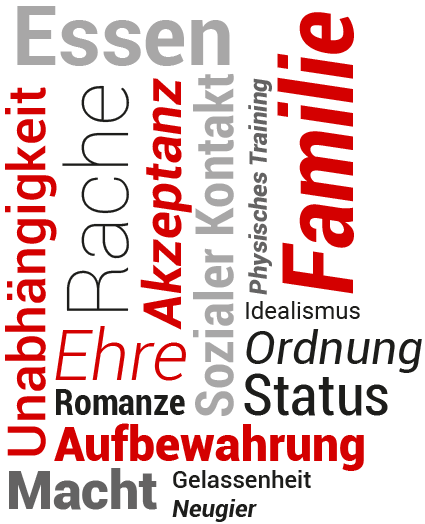 Essen
Unabhängigkeit
Rache
Akzeptanz
Sozialer Kontakt
Physisches Training
Familie
Idealismus
Ehre
Ordnung
Romanze
Status
Aufbewahrung
Macht
Gelassenheit
Neugier